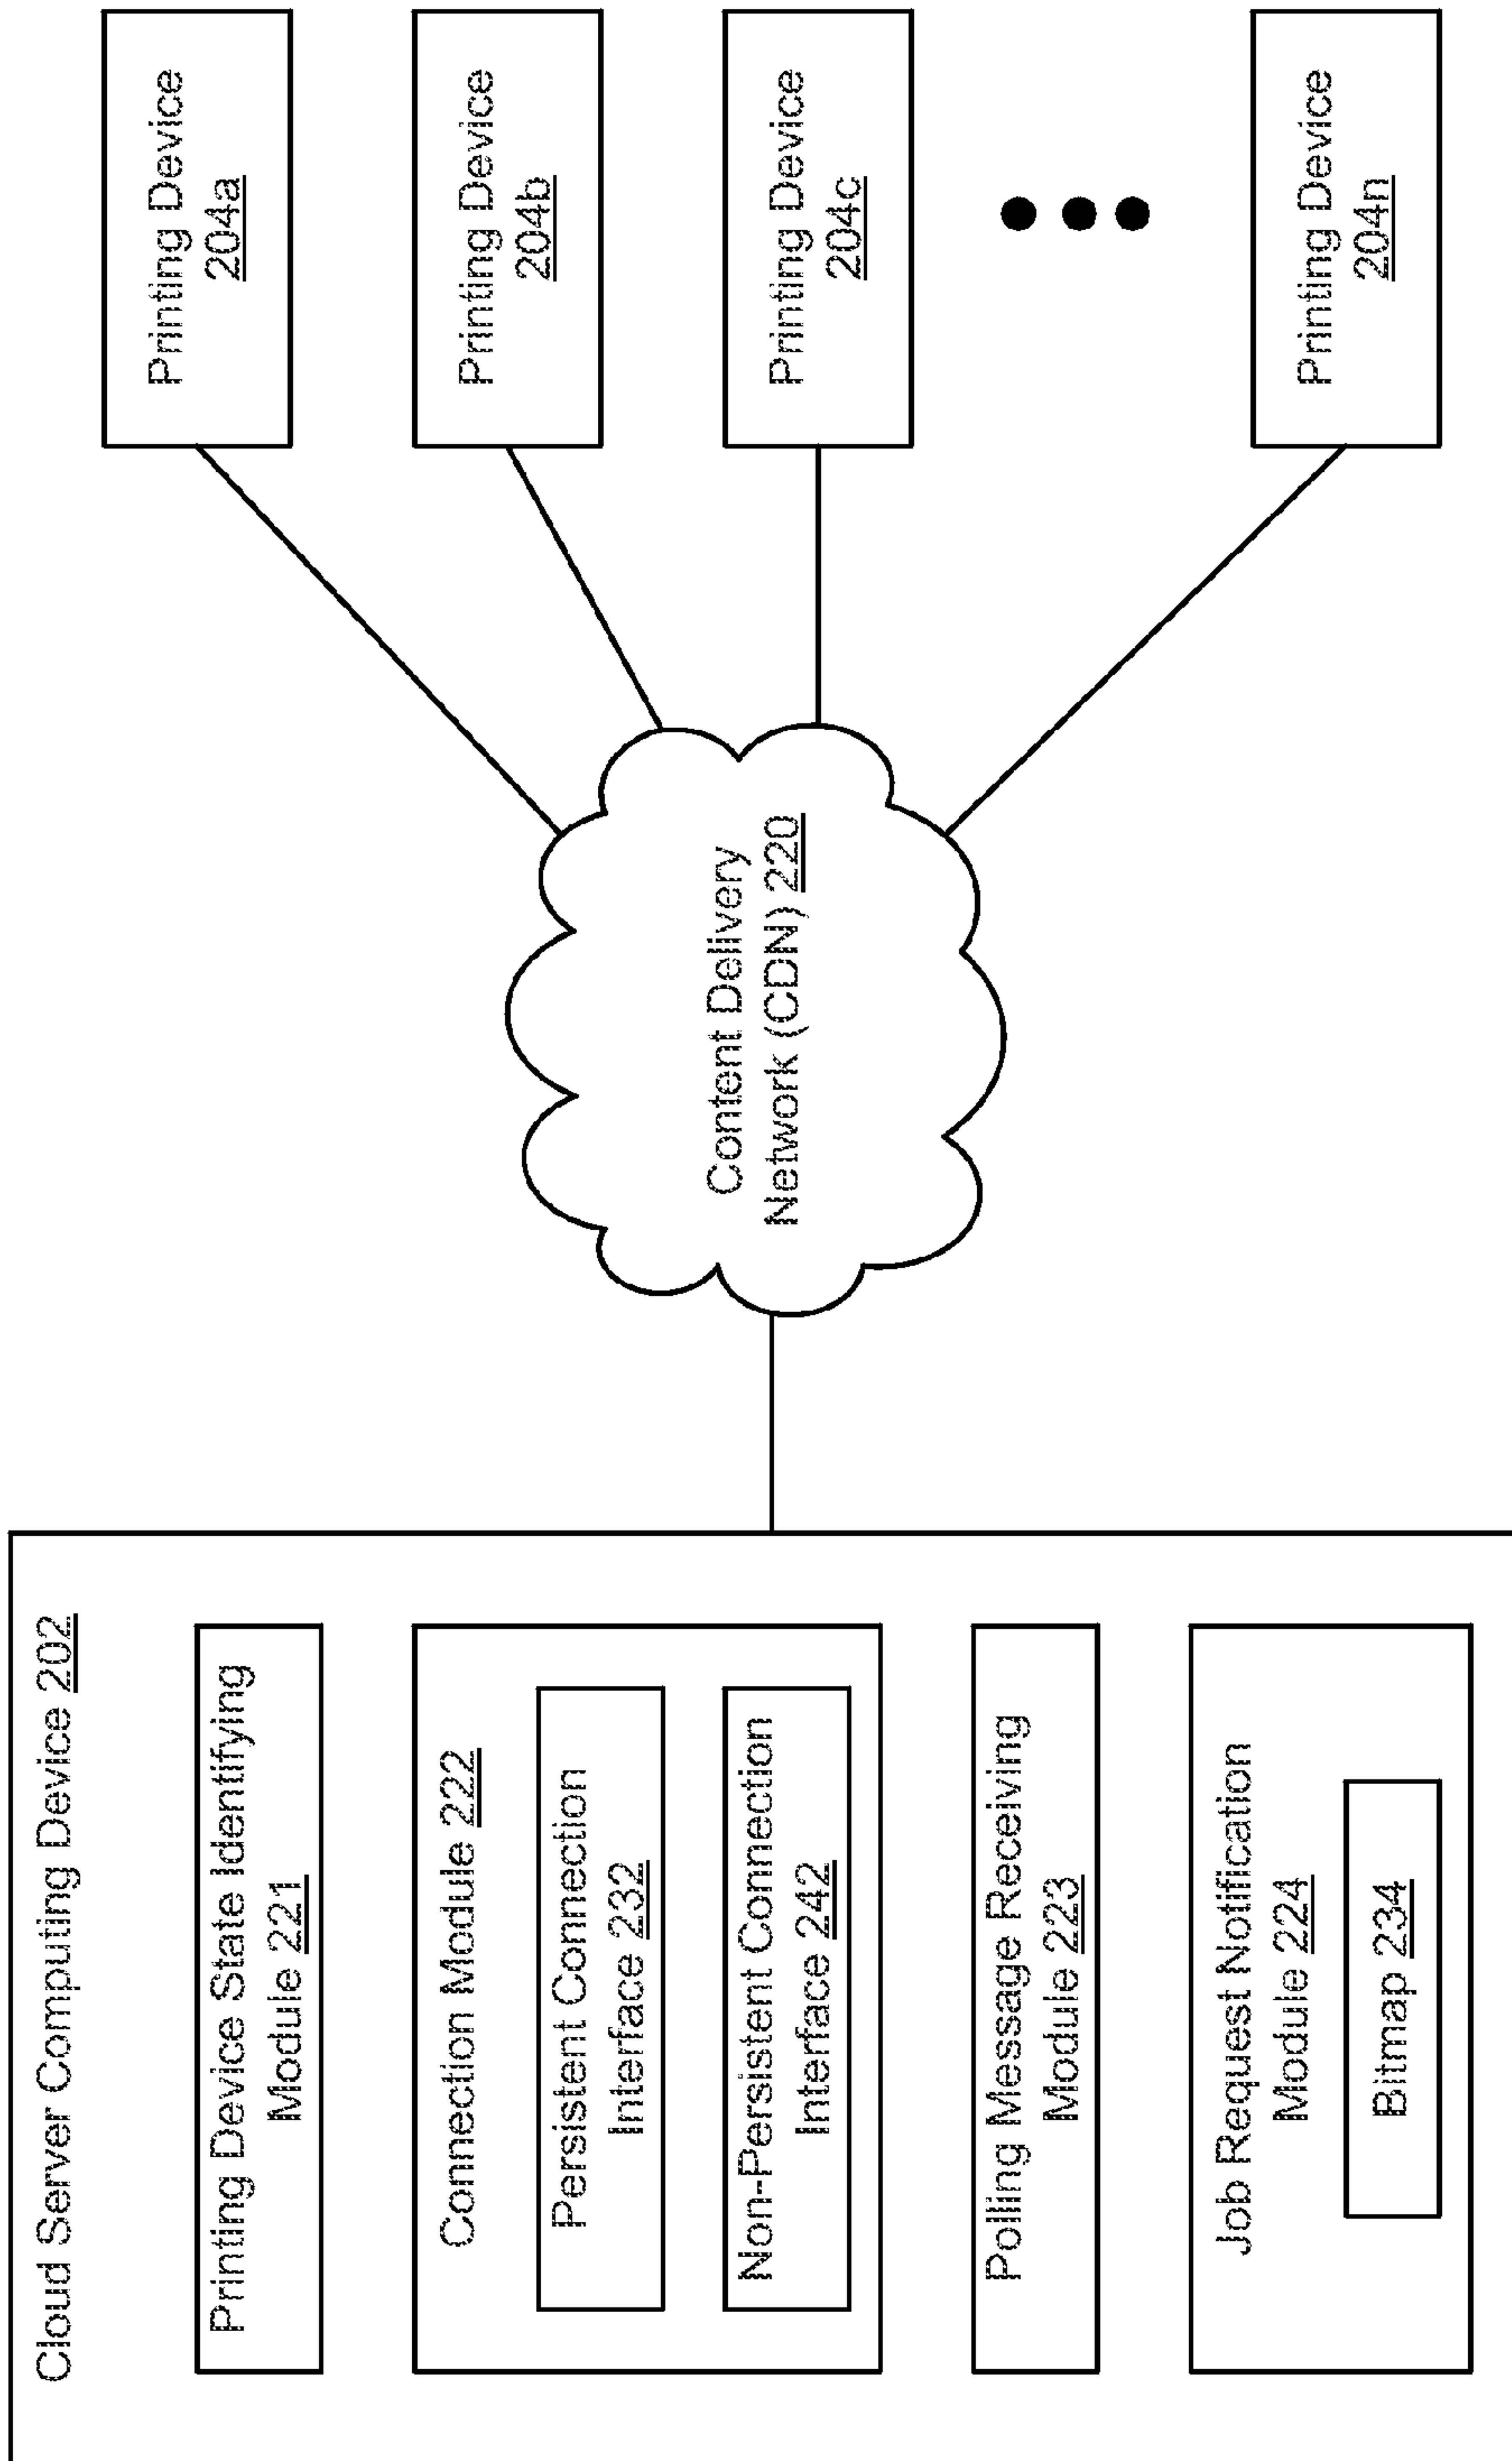 Cloud Server Computing Device 202
Printing Device State Identifying
Module 221
Connection Module 222
Persistent Connection
Interface 232
Non-Persistent Connection
Interface 242
Polling Message Receiving
Module 223
Job Request Notification
Module 224
Bitmap 234
Content Delivery
Network (CDN) 220
Printing Device
204a
Printing Device
204b
Printing Device
204c
Printing Device
204n